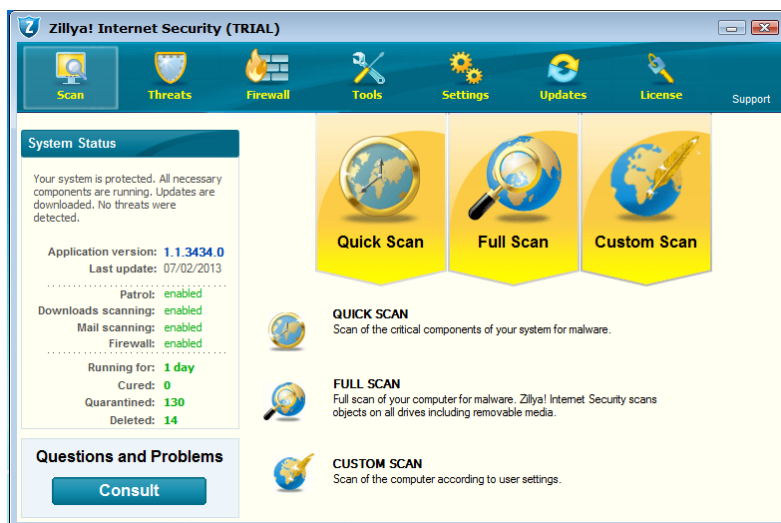 Zillya! Internet Security (TRIAL)
Scan
Threats
Firewall
Tools
Settings
Updates
License
Support
System Status
Your system is protected. All necessary
components are running. Updates are
downloaded. No threats were
detected.
Application version: 1.1.3434.0
Last update: 07/02/2013
Patrol: enabled
Downloads scanning: enabled
Mail scanning: enabled
Firewall: enabled
Running for: 1 day
Cured: 0
Quarantined: 130
Deleted: 14
Questions and Problems
Consult
Quick Scan
Full Scan
Custom Scan
QUICK SCAN
Scan of the critical components of your system for malware.
FULL SCAN
Full scan of your computer for malware. Zillya! Internet Security scans
objects on all drives including removable media.
CUSTOM SCAN
Scan of the computer according to user settings.